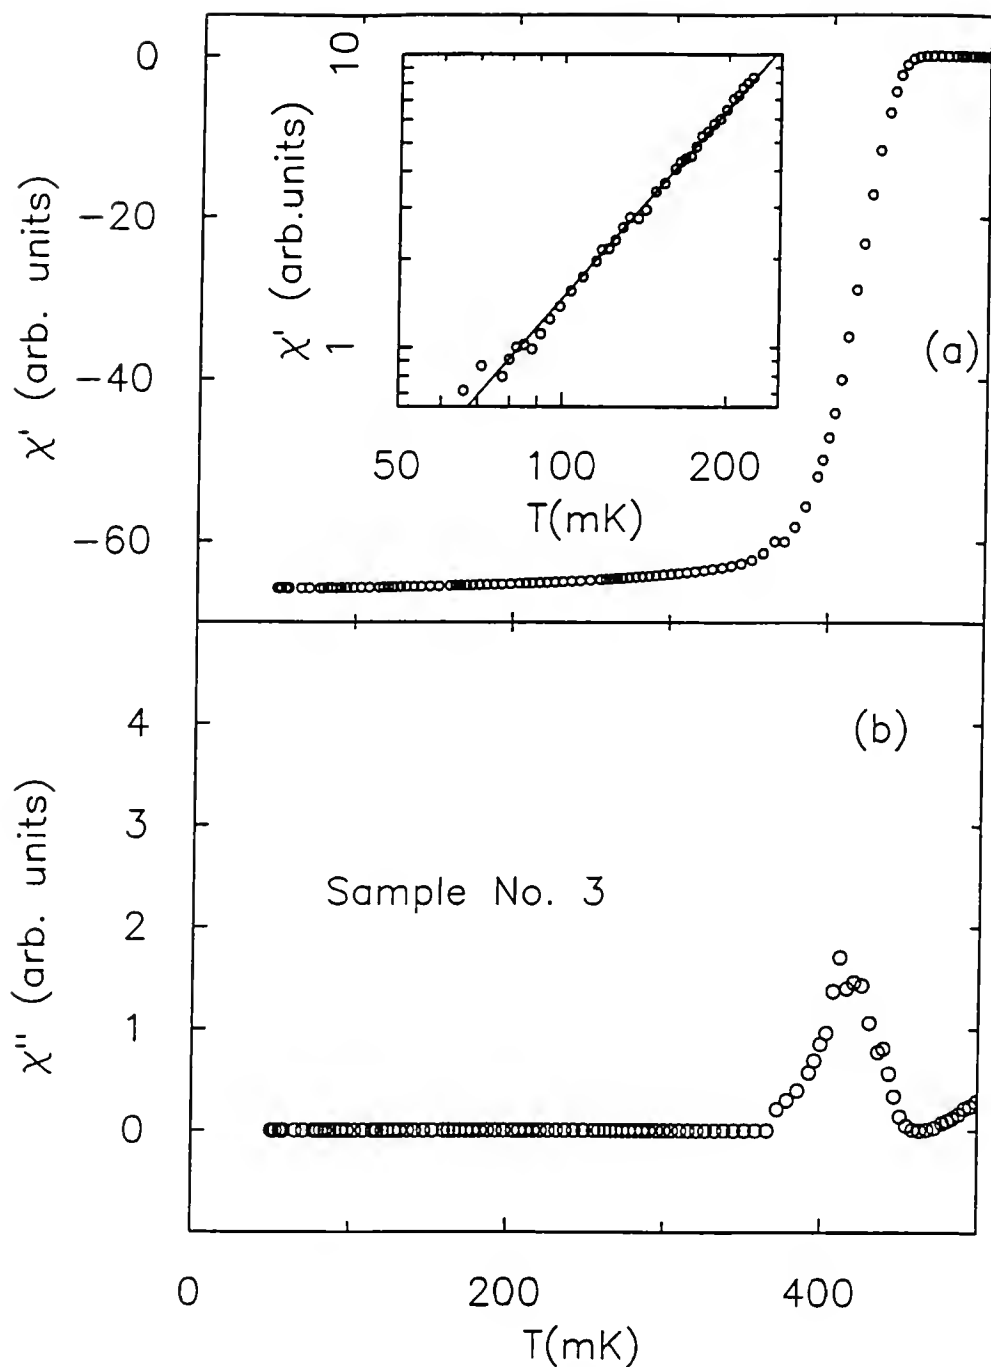 0
−20
−40
−60
χ' (arb. units)
(a)
10
1
χ' (arb.units)
50 100 200
T(mK)
4
3
2
1
0
χ'' (arb. units)
(b)
Sample No. 3
0 200 400
T(mK)